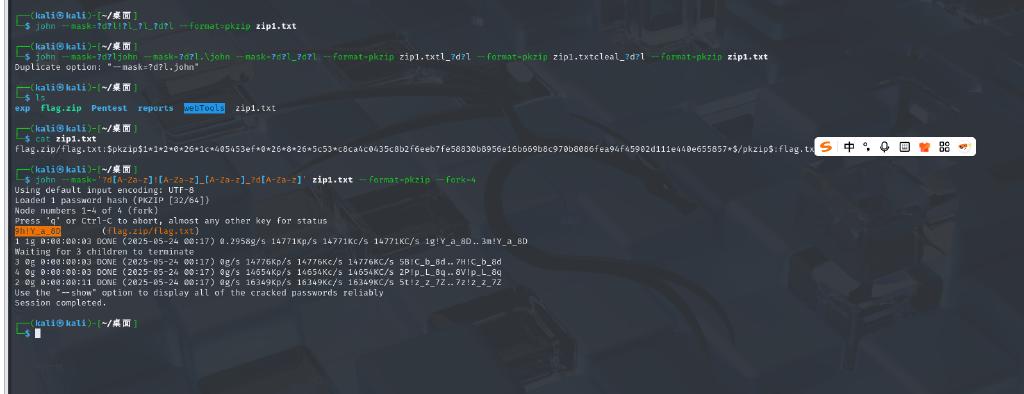 ┌──(kali㉿kali)-[~/桌面]
└─$ john --mask=?d?l!?l_?l_?d?l --format=pkzip zip1.txt
┌──(kali㉿kali)-[~/桌面]
└─$ john --mask=?d?ljohn --mask=?d?l.\john --mask=?d?l_?d?l --format=pkzip zip1.txtl_?d?l --format=pkzip zip1.txtcleal_?d?l --format=pkzip zip1.txt
Duplicate option: "--mask=?d?l.john"
┌──(kali㉿kali)-[~/桌面]
└─$ ls
exp flag.zip Pentest reports webTools zip1.txt
┌──(kali㉿kali)-[~/桌面]
└─$ cat zip1.txt
flag.zip/flag.txt:$pkzip$1*1*2*0*26*1c*405453ef*0*26*8*26*5c53*c8ca4c0435c8b2f6eeb7fe58830b8956e16b669b8c970b8086fea94f45902d111e440e655857*$/pkzip$:flag.tx
中
┌──(kali㉿kali)-[~/桌面]
└─$ john --mask='?d[A-Za-z]![A-Za-z]_[A-Za-z]_?d[A-Za-z]' zip1.txt --format=pkzip --fork=4
Using default input encoding: UTF-8
Loaded 1 password hash (PKZIP [32/64])
Node numbers 1-4 of 4 (fork)
Press 'q' or Ctrl-C to abort, almost any other key for status
9h!Y_a_8D (flag.zip/flag.txt)
1 1g 0:00:00:03 DONE (2025-05-24 00:17) 0.2958g/s 14771Kp/s 14771Kc/s 14771KC/s 1g!Y_a_8D..3m!Y_a_8D
Waiting for 3 children to terminate
3 0g 0:00:00:03 DONE (2025-05-24 00:17) 0g/s 14776Kp/s 14776Kc/s 14776KC/s 5B!C_b_8d..7H!C_b_8d
4 0g 0:00:00:03 DONE (2025-05-24 00:17) 0g/s 14654Kp/s 14654Kc/s 14654KC/s 2P!p_L_8q..8V!p_L_8q
2 0g 0:00:00:11 DONE (2025-05-24 00:17) 0g/s 16349Kp/s 16349Kc/s 16349KC/s 5t!z_z_7Z..7z!z_z_7Z
Use the "--show" option to display all of the cracked passwords reliably
Session completed.
┌──(kali㉿kali)-[~/桌面]
└─$